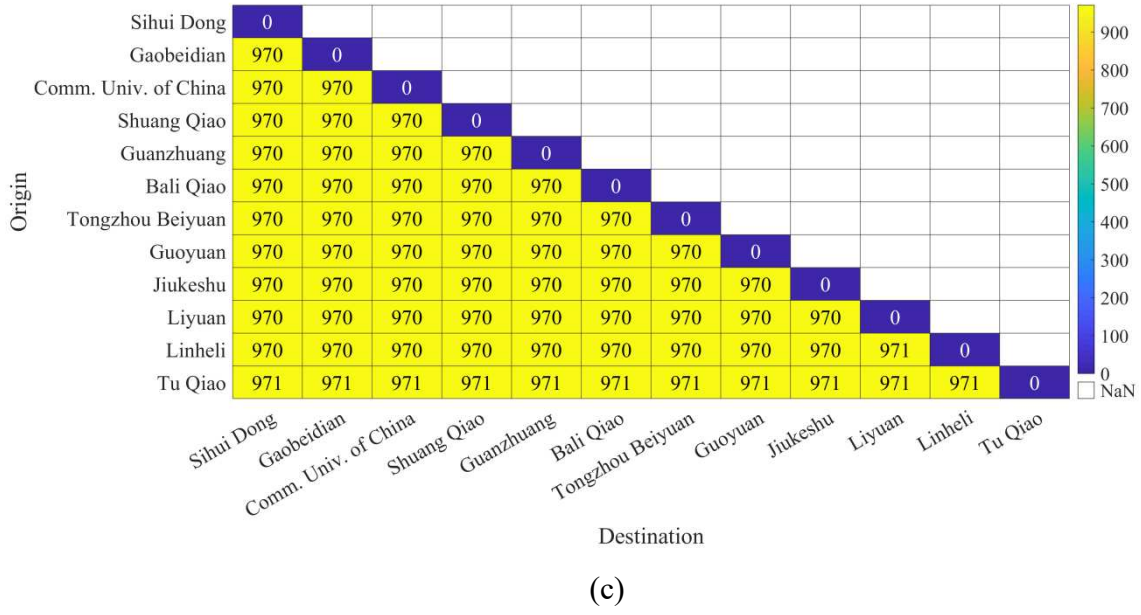 Sihui Dong 0
Gaobeidian 970 0
Comm. Univ. of China 970 970 0
Shuang Qiao 970 970 970 0
Guanzhuang 970 970 970 970 0
Bali Qiao 970 970 970 970 970 0
Tongzhou Beiyuan 970 970 970 970 970 970 0
Guoyuan 970 970 970 970 970 970 970 0
Jiukeshu 970 970 970 970 970 970 970 970 0
Liyuan 970 970 970 970 970 970 970 970 970 0
Linheli 970 970 970 970 970 970 970 970 970 971 0
Tu Qiao 971 971 971 971 971 971 971 971 971 971 971 0
Origin
Sihui Dong
Gaobeidian
Comm. Univ. of China
Shuang Qiao
Guanzhuang
Bali Qiao
Tongzhou Beiyuan
Guoyuan
Jiukeshu
Liyuan
Linheli
Tu Qiao
Destination
900
800
700
600
500
400
300
200
100
0
NaN
(c)